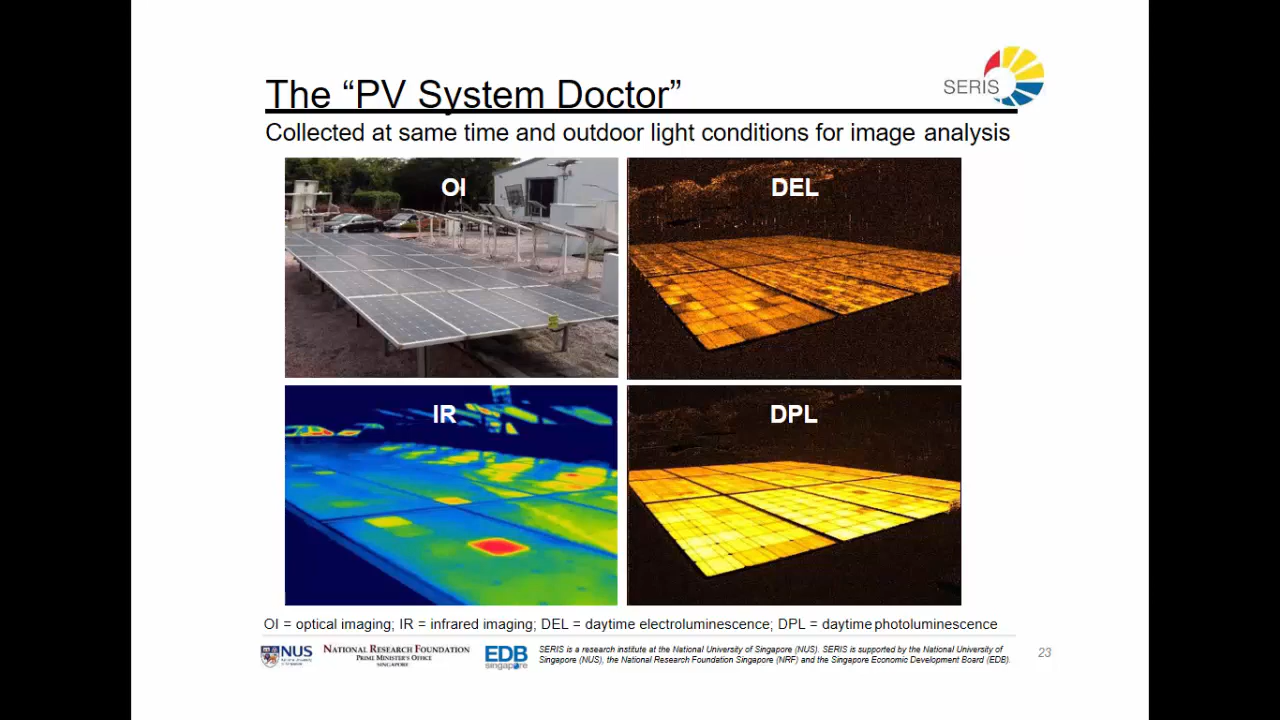 The “PV System Doctor”
SERIS
Collected at same time and outdoor light conditions for image analysis
OI
DEL
IR
DPL
OI = optical imaging; IR = infrared imaging; DEL = daytime electroluminescence; DPL = daytime photoluminescence
NUS
National University
of Singapore
NATIONAL RESEARCH FOUNDATION
PRIME MINISTER'S OFFICE
SINGAPORE
EDB
singapore
SERIS is a research institute at the National University of Singapore (NUS). SERIS is supported by the National University of
Singapore (NUS), the National Research Foundation Singapore (NRF) and the Singapore Economic Development Board (EDB).
23